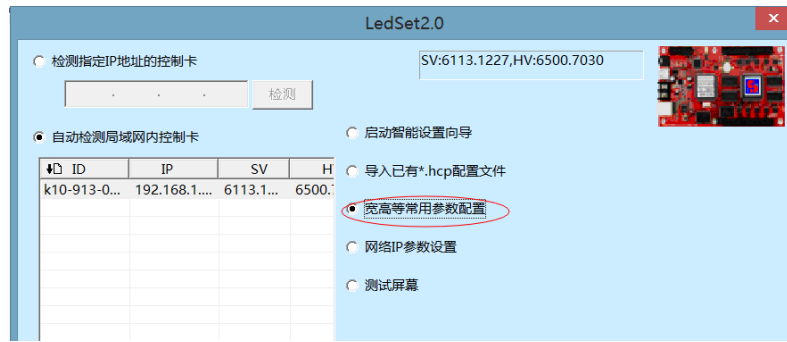 LedSet2.0
检测指定IP地址的控制卡
SV:6113.1227,HV:6500.7030
. . . 检测
自动检测局域网内控制卡
ID IP SV H
k10-913-0... 192.168.1.... 6113.1... 6500.
启动智能设置向导
导入已有*.hcp配置文件
宽高等常用参数配置
网络IP参数设置
测试屏幕